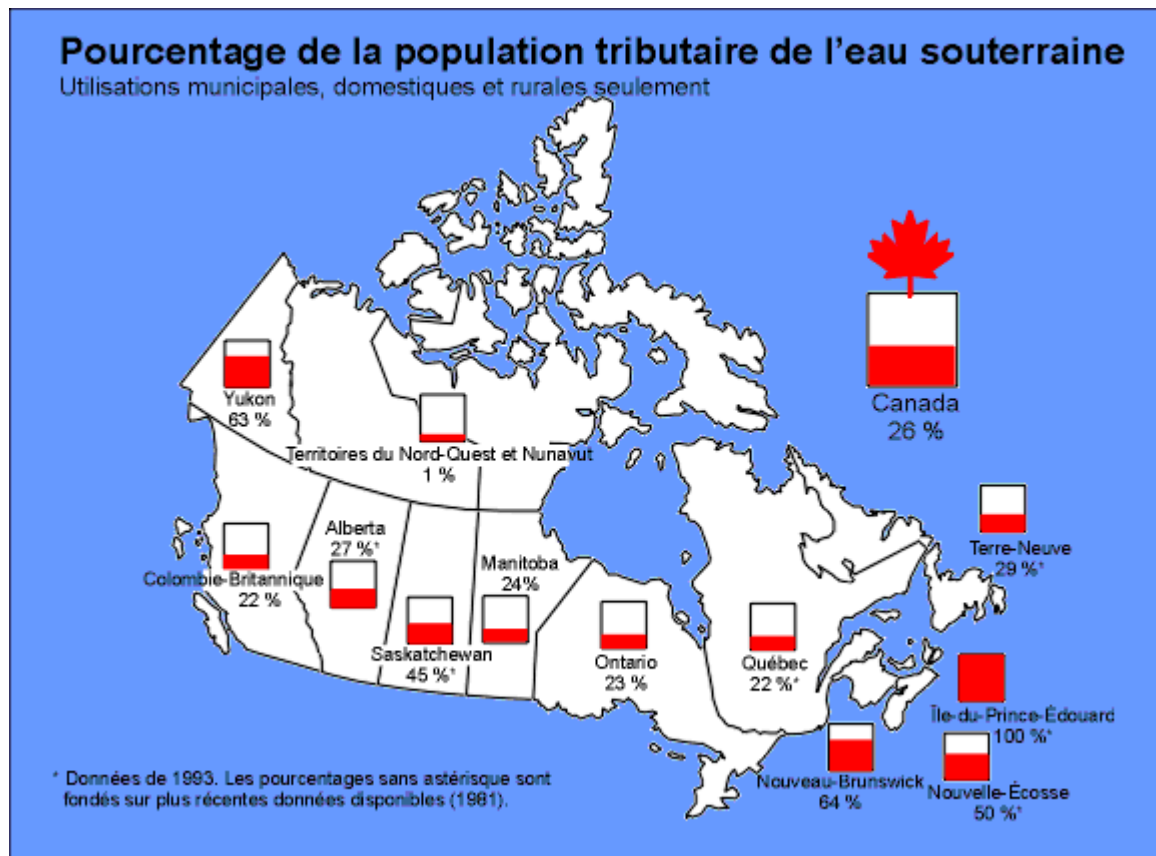 Pourcentage de la population tributaire de l'eau souterraine
Utilisations municipales, domestiques et rurales seulement
Canada
26 %
Yukon
63 %
Territoires du Nord-Ouest et Nunavut
1 %
Colombie-Britannique
22 %
Alberta
27 %*
Saskatchewan
45 %*
Manitoba
24%
Ontario
23 %
Québec
22 %*
Terre-Neuve
29 %*
Île-du-Prince-Édouard
100 %*
Nouveau-Brunswick
64 %
Nouvelle-Écosse
50 %*
* Données de 1993. Les pourcentages sans astérisque sont
fondés sur plus récentes données disponibles (1981).